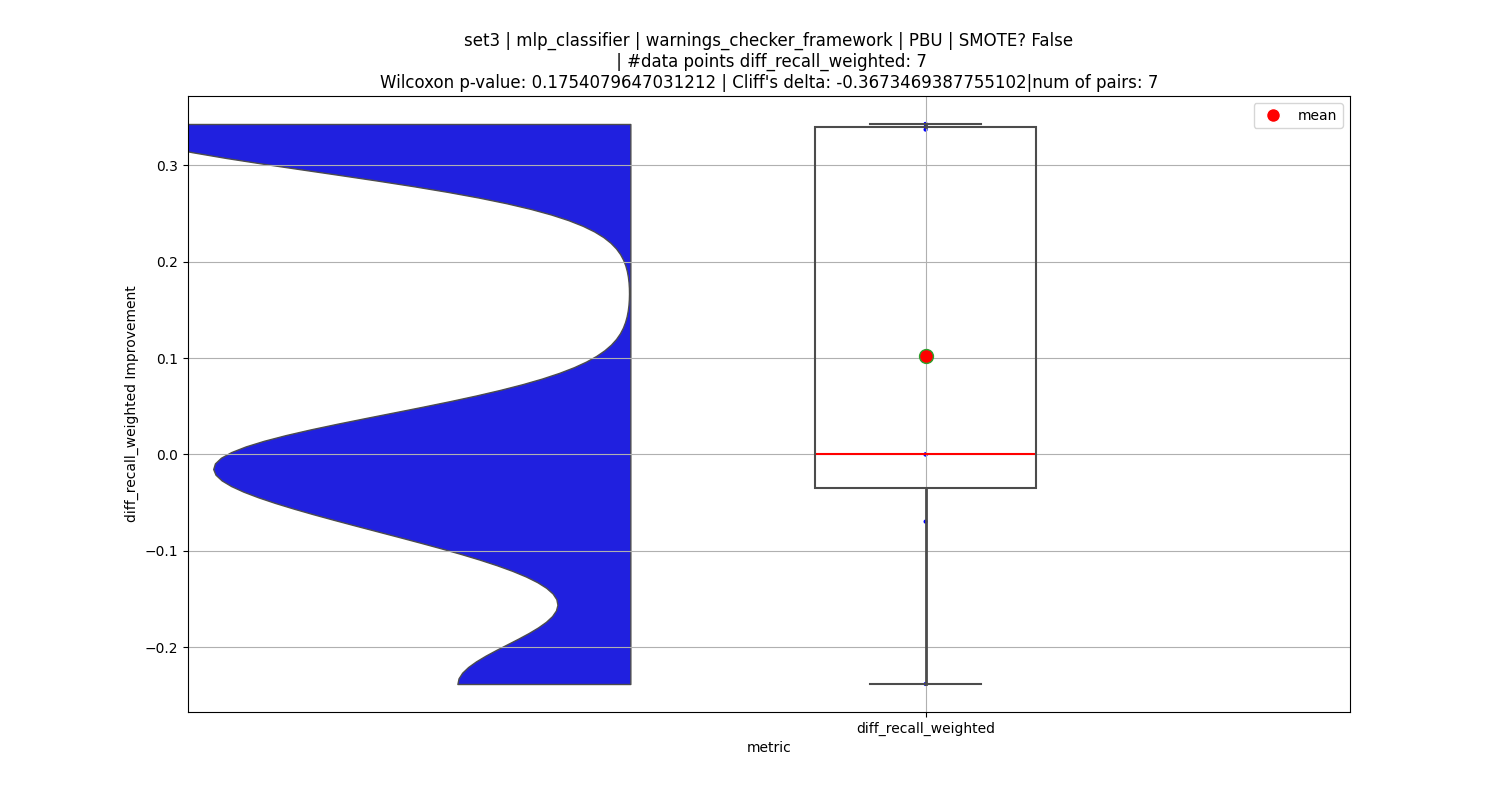 set3 | mlp_classifier | warnings_checker_framework | PBU | SMOTE? False
| #data points diff_recall_weighted: 7
Wilcoxon p-value: 0.1754079647031212 | Cliff's delta: -0.3673469387755102|num of pairs: 7
mean
0.3
0.2
0.1
0.0
−0.1
−0.2
diff_recall_weighted Improvement
diff_recall_weighted
metric